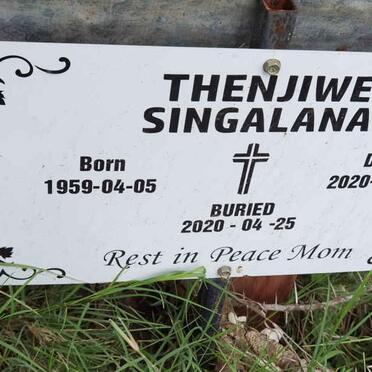 THENJIWE
SINGALANA
Born
1959-04-05
2020-
BURIED
2020 - 04 -25
Rest in Peace Mom